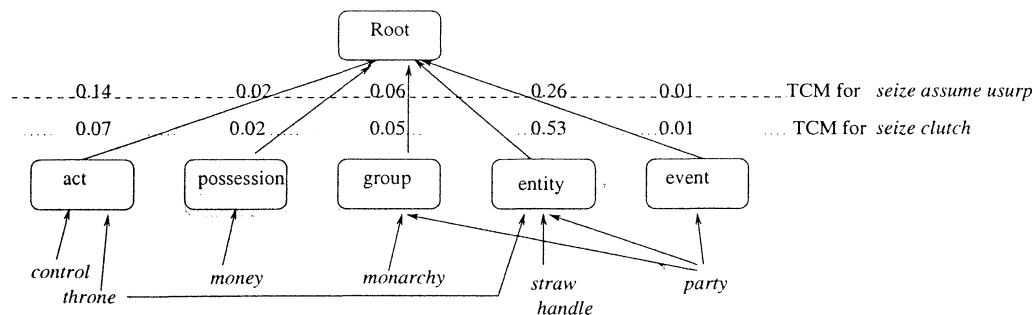 Root
0.14 0.02 0.06 0.26 0.01 TCM for seize assume usurp
0.07 0.02 0.05 0.53 0.01 TCM for seize clutch
act possession group entity event
control money monarchy straw party
throne handle